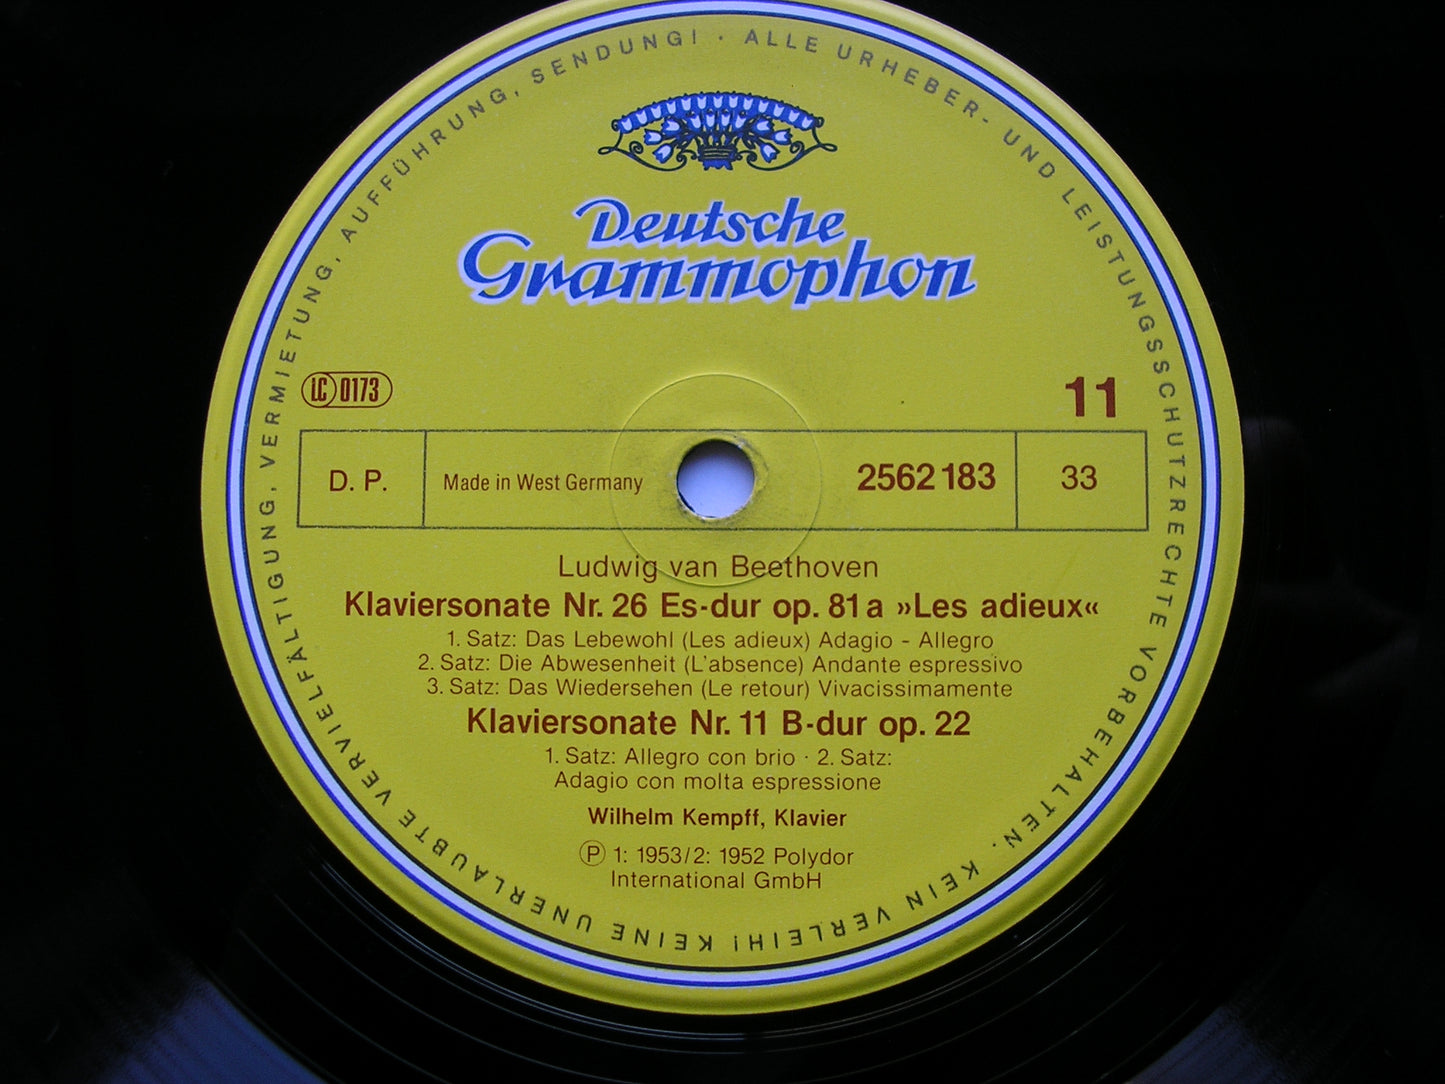 ALLE URHEBER- UND LEISTUNGSSCHUTZRECHTE VORBEHALTEN · KEIN VERLEIH! KEINE UNERLAUBTE VERVIELFÄLTIGUNG, VERMIETUNG, AUFFÜHRUNG, SENDUNG! ·
Deutsche
Grammophon
LC 0173
11
D. P.
Made in West Germany
2562 183
33
Ludwig van Beethoven
Klaviersonate Nr. 26 Es-dur op. 81 a »Les adieux«
1. Satz: Das Lebewohl (Les adieux) Adagio - Allegro
2. Satz: Die Abwesenheit (L'absence) Andante espressivo
3. Satz: Das Wiedersehen (Le retour) Vivacissimamente
Klaviersonate Nr. 11 B-dur op. 22
1. Satz: Allegro con brio · 2. Satz:
Adagio con molta espressione
Wilhelm Kempff, Klavier
Ⓟ 1: 1953/2: 1952 Polydor
International GmbH